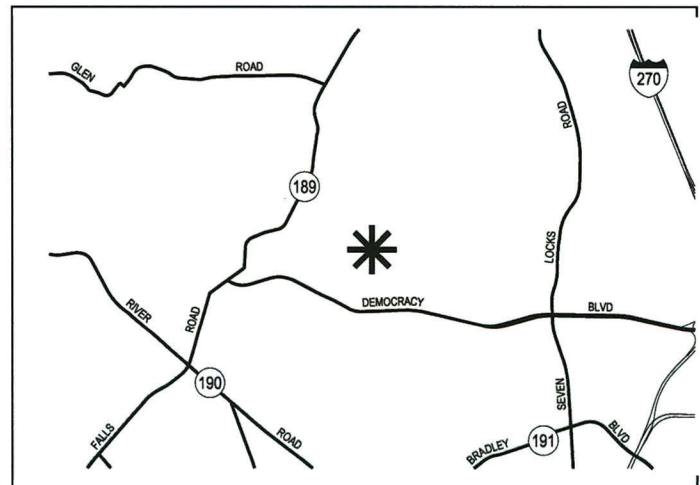 GLEN ROAD
270
ROAD
189
LOCKS
DEMOCRACY BLVD
RIVER ROAD
ROAD
190
FALLS
SEVEN
BRADLEY BLVD
191